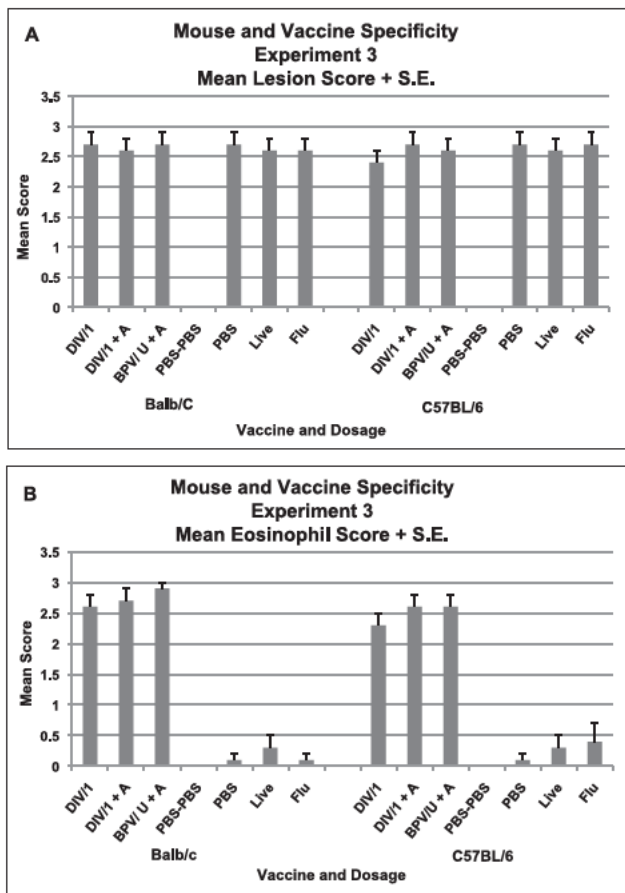 A
Mouse and Vaccine Specificity
Experiment 3
Mean Lesion Score + S.E.
3.5
3
2.5
2
1.5
1
0.5
0
Mean Score
DIV/1
DIV/1 + A
BPV/U + A
PBS-PBS
PBS
Live
Flu
DIV/1
DIV/1 + A
BPV/U + A
PBS-PBS
PBS
Live
Flu
Balb/C
C57BL/6
Vaccine and Dosage
B
Mouse and Vaccine Specificity
Experiment 3
Mean Eosinophil Score + S.E.
3.5
3
2.5
2
1.5
1
0.5
0
Mean Score
DIV/1
DIV/1 + A
BPV/ U + A
PBS-PBS
PBS
Live
Flu
DIV/1
DIV/1 + A
BPV/U + A
PBS-PBS
PBS
Live
Flu
Balb/c
C57BL/6
Vaccine and Dosage